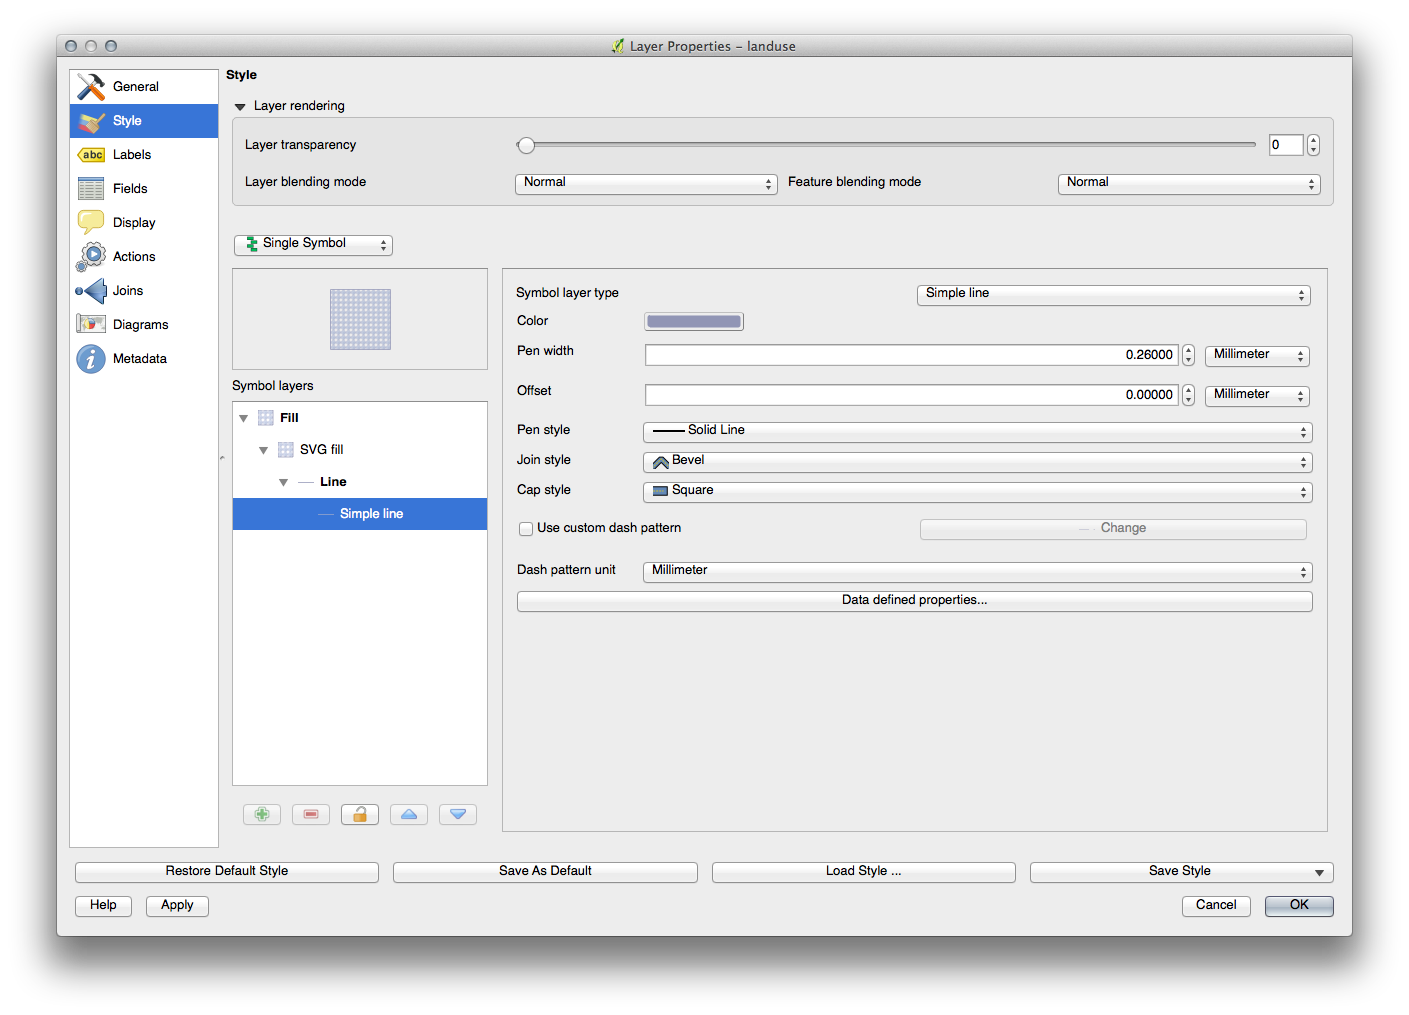 Layer Properties – landuse
General
Style
Labels
abc
Fields
Display
Actions
Joins
Diagrams
Metadata
Style
Layer rendering
Layer transparency
0
Layer blending mode
Normal
Feature blending mode
Normal
Single Symbol
Symbol layers
Fill
SVG fill
Line
Simple line
Symbol layer type
Simple line
Color
Pen width
0.26000
Millimeter
Offset
0.00000
Millimeter
Pen style
Solid Line
Join style
Bevel
Cap style
Square
Use custom dash pattern
Change
Dash pattern unit
Millimeter
Data defined properties...
Restore Default Style
Save As Default
Load Style ...
Save Style
Help
Apply
Cancel
OK